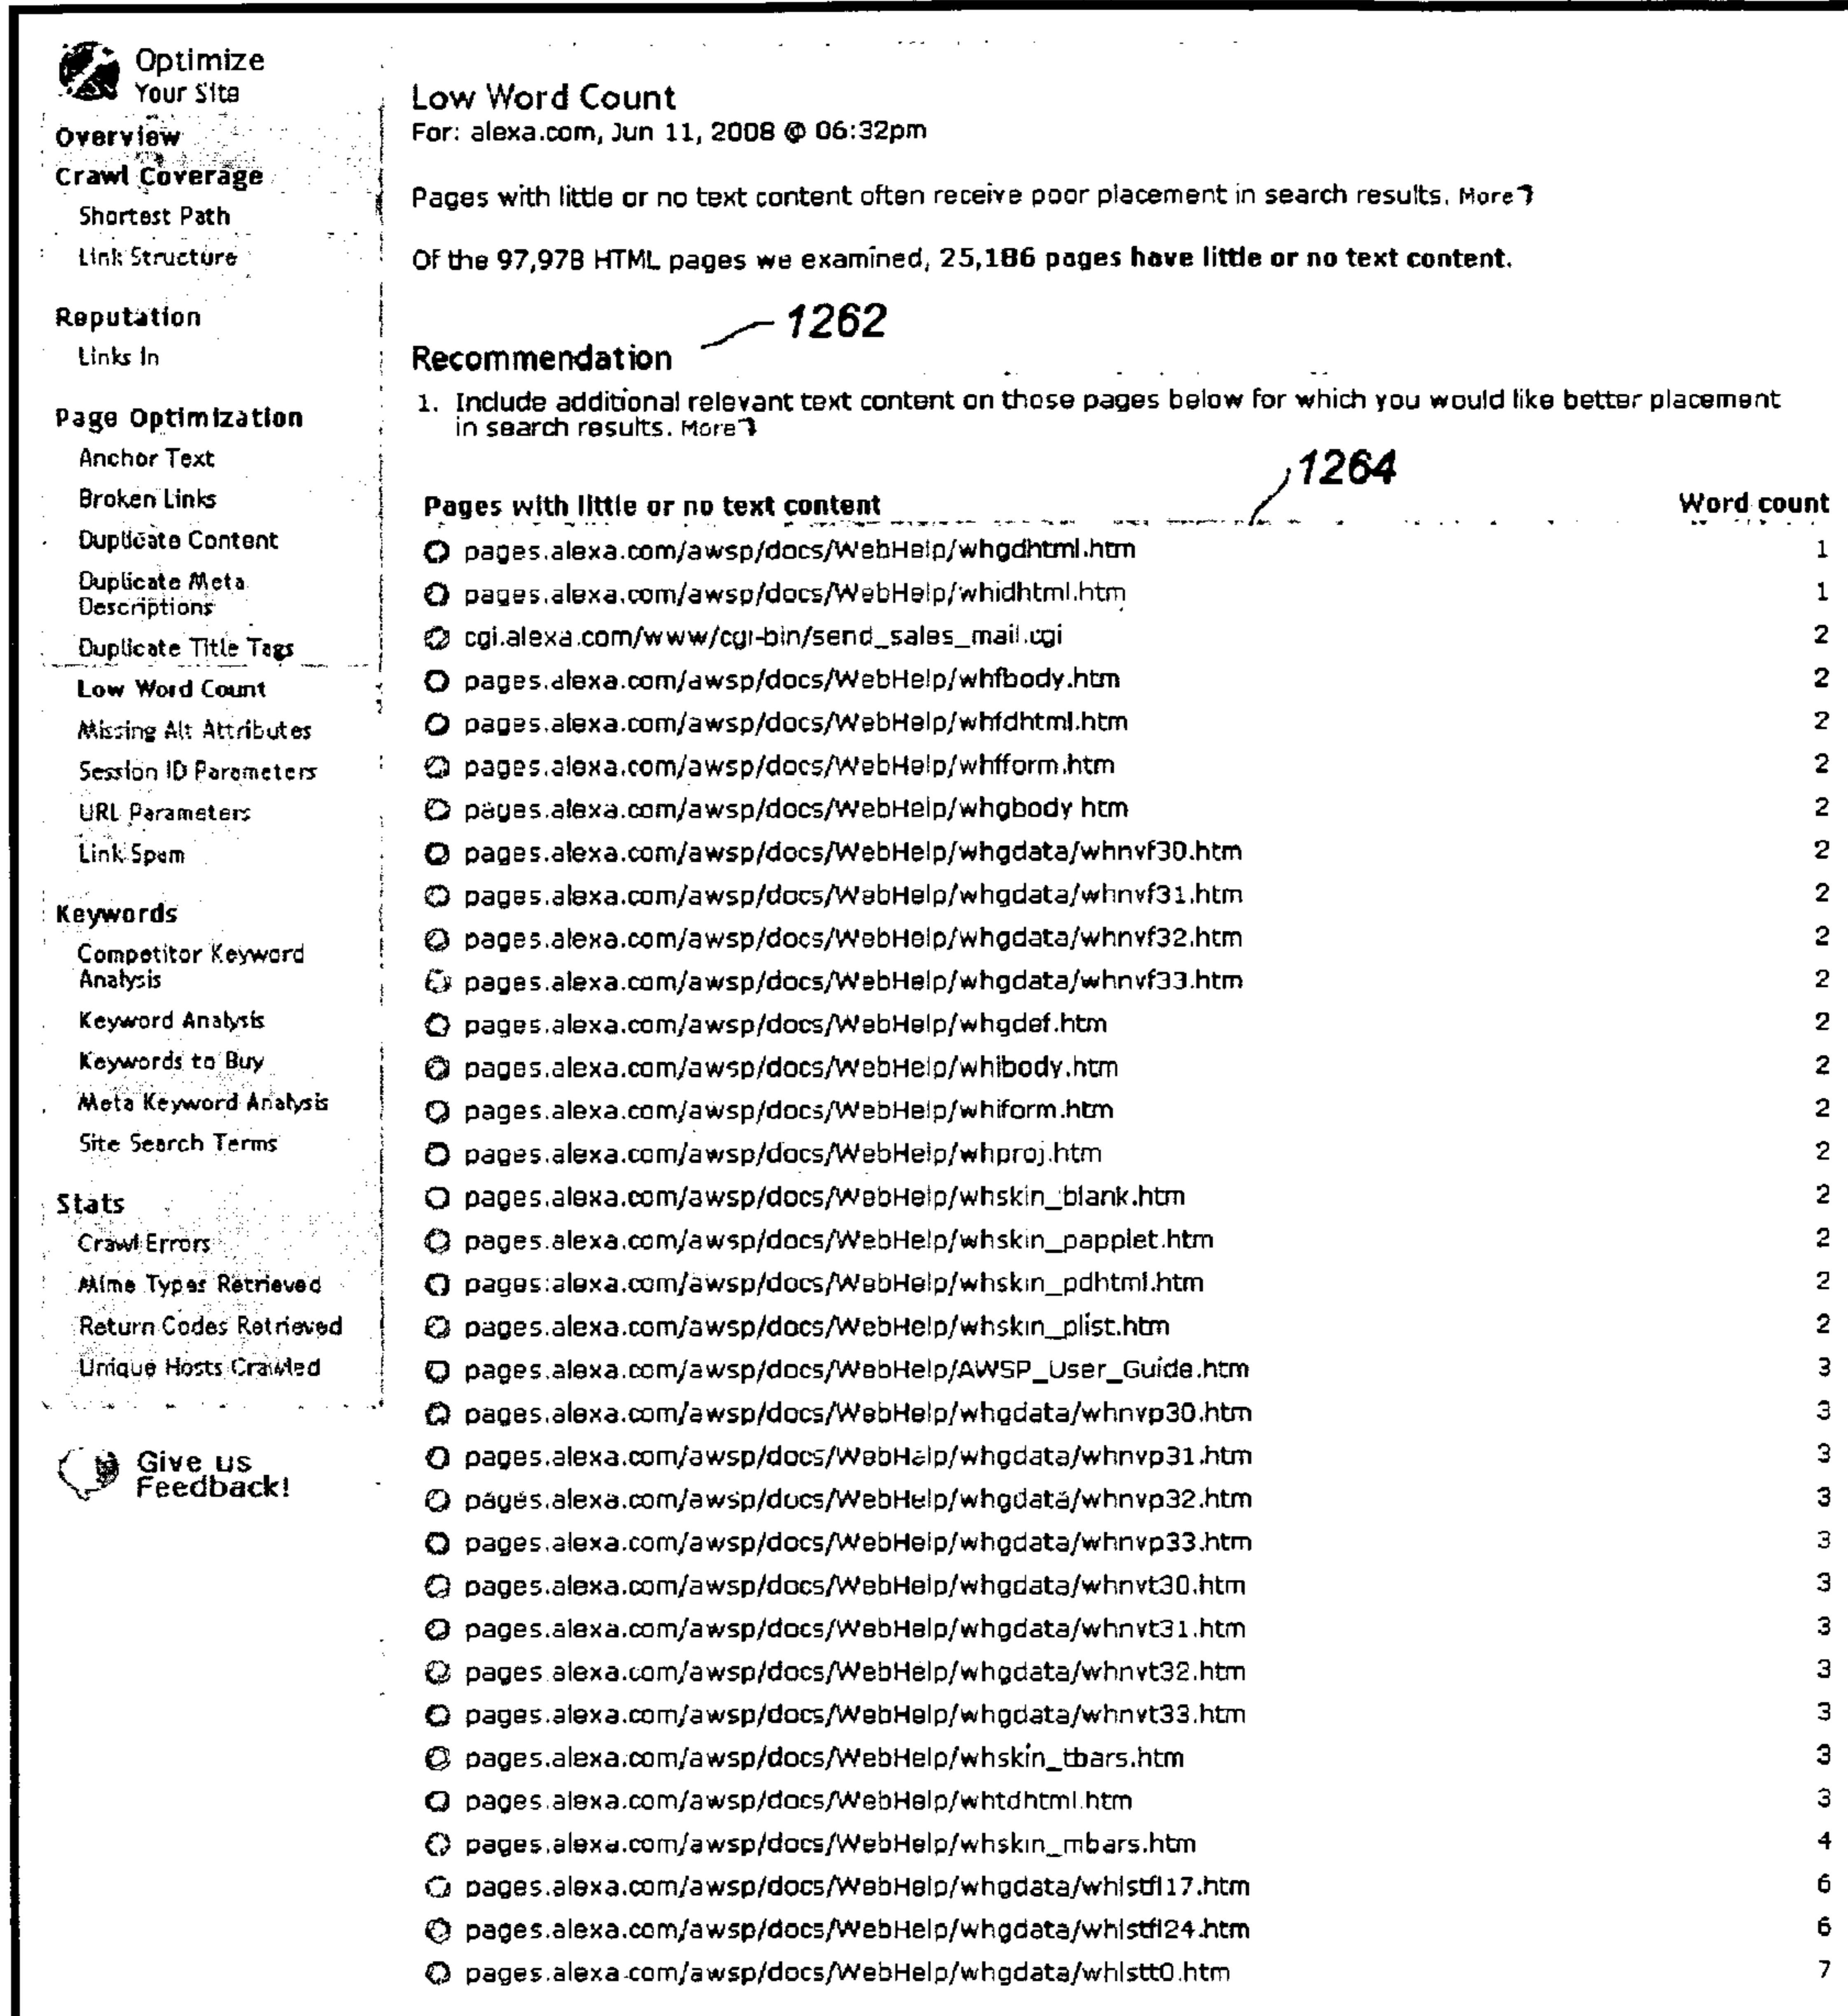 Optimize
Your Site
Overview
Crawl Coverage
Shortest Path
Link Structure
Reputation
Links In
Page Optimization
Anchor Text
Broken Links
Duplicate Content
Duplicate Meta
Descriptions
Duplicate Title Tags
Low Word Count
Missing Alt Attributes
Session ID Parameters
URL Parameters
Link Spam
Keywords
Competitor Keyword
Analysis
Keyword Analysis
Keywords to Buy
Meta Keyword Analysis
Site Search Terms
Stats
Crawl Errors
Mime Types Retrieved
Return Codes Retrieved
Unique Hosts Crawled
Give us
Feedback!
Low Word Count
For: alexa.com, Jun 11, 2008 @ 06:32pm
Pages with little or no text content often receive poor placement in search results. More
Of the 97,978 HTML pages we examined, 25,186 pages have little or no text content.
1262
Recommendation
1. Include additional relevant text content on those pages below for which you would like better placement
in search results. More
1264
Pages with little or no text content Word count
pages.alexa.com/awsp/docs/WebHelp/whgdhtml.htm 1
pages.alexa.com/awsp/docs/WebHelp/whidhtml.htm 1
cgi.alexa.com/www/cgi-bin/send_sales_mail.cgi 2
pages.alexa.com/awsp/docs/WebHelp/whfbody.htm 2
pages.alexa.com/awsp/docs/WebHelp/whfdhtml.htm 2
pages.alexa.com/awsp/docs/WebHelp/whfform.htm 2
pages.alexa.com/awsp/docs/WebHelp/whgbody.htm 2
pages.alexa.com/awsp/docs/WebHelp/whgdata/whnvf30.htm 2
pages.alexa.com/awsp/docs/WebHelp/whgdata/whnvf31.htm 2
pages.alexa.com/awsp/docs/WebHelp/whgdata/whnvf32.htm 2
pages.alexa.com/awsp/docs/WebHelp/whgdata/whnvf33.htm 2
pages.alexa.com/awsp/docs/WebHelp/whgdef.htm 2
pages.alexa.com/awsp/docs/WebHelp/whibody.htm 2
pages.alexa.com/awsp/docs/WebHelp/whiform.htm 2
pages.alexa.com/awsp/docs/WebHelp/whproj.htm 2
pages.alexa.com/awsp/docs/WebHelp/whskin_blank.htm 2
pages.alexa.com/awsp/docs/WebHelp/whskin_papplet.htm 2
pages.alexa.com/awsp/docs/WebHelp/whskin_pdhtml.htm 2
pages.alexa.com/awsp/docs/WebHelp/whskin_plist.htm 2
pages.alexa.com/awsp/docs/WebHelp/AWSP_User_Guide.htm 3
pages.alexa.com/awsp/docs/WebHelp/whgdata/whnvp30.htm 3
pages.alexa.com/awsp/docs/WebHelp/whgdata/whnvp31.htm 3
pages.alexa.com/awsp/docs/WebHelp/whgdata/whnvp32.htm 3
pages.alexa.com/awsp/docs/WebHelp/whgdata/whnvp33.htm 3
pages.alexa.com/awsp/docs/WebHelp/whgdata/whnvt30.htm 3
pages.alexa.com/awsp/docs/WebHelp/whgdata/whnvt31.htm 3
pages.alexa.com/awsp/docs/WebHelp/whgdata/whnvt32.htm 3
pages.alexa.com/awsp/docs/WebHelp/whgdata/whnvt33.htm 3
pages.alexa.com/awsp/docs/WebHelp/whskin_tbars.htm 3
pages.alexa.com/awsp/docs/WebHelp/whtdhtml.htm 3
pages.alexa.com/awsp/docs/WebHelp/whskin_mbars.htm 4
pages.alexa.com/awsp/docs/WebHelp/whgdata/whlstfl17.htm 6
pages.alexa.com/awsp/docs/WebHelp/whgdata/whlstfl24.htm 6
pages.alexa.com/awsp/docs/WebHelp/whgdata/whlstt0.htm 7